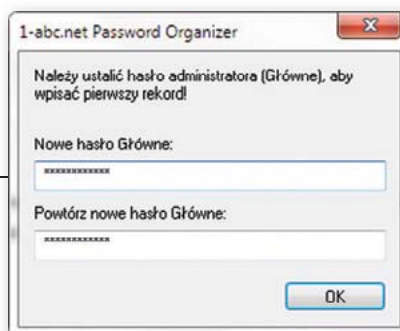 1-abc.net Password Organizer
Należy ustalić hasło administratora (Główne), aby
wpisać pierwszy rekord!
Nowe hasło Główne:
************
Powtórz nowe hasło Główne:
************
OK